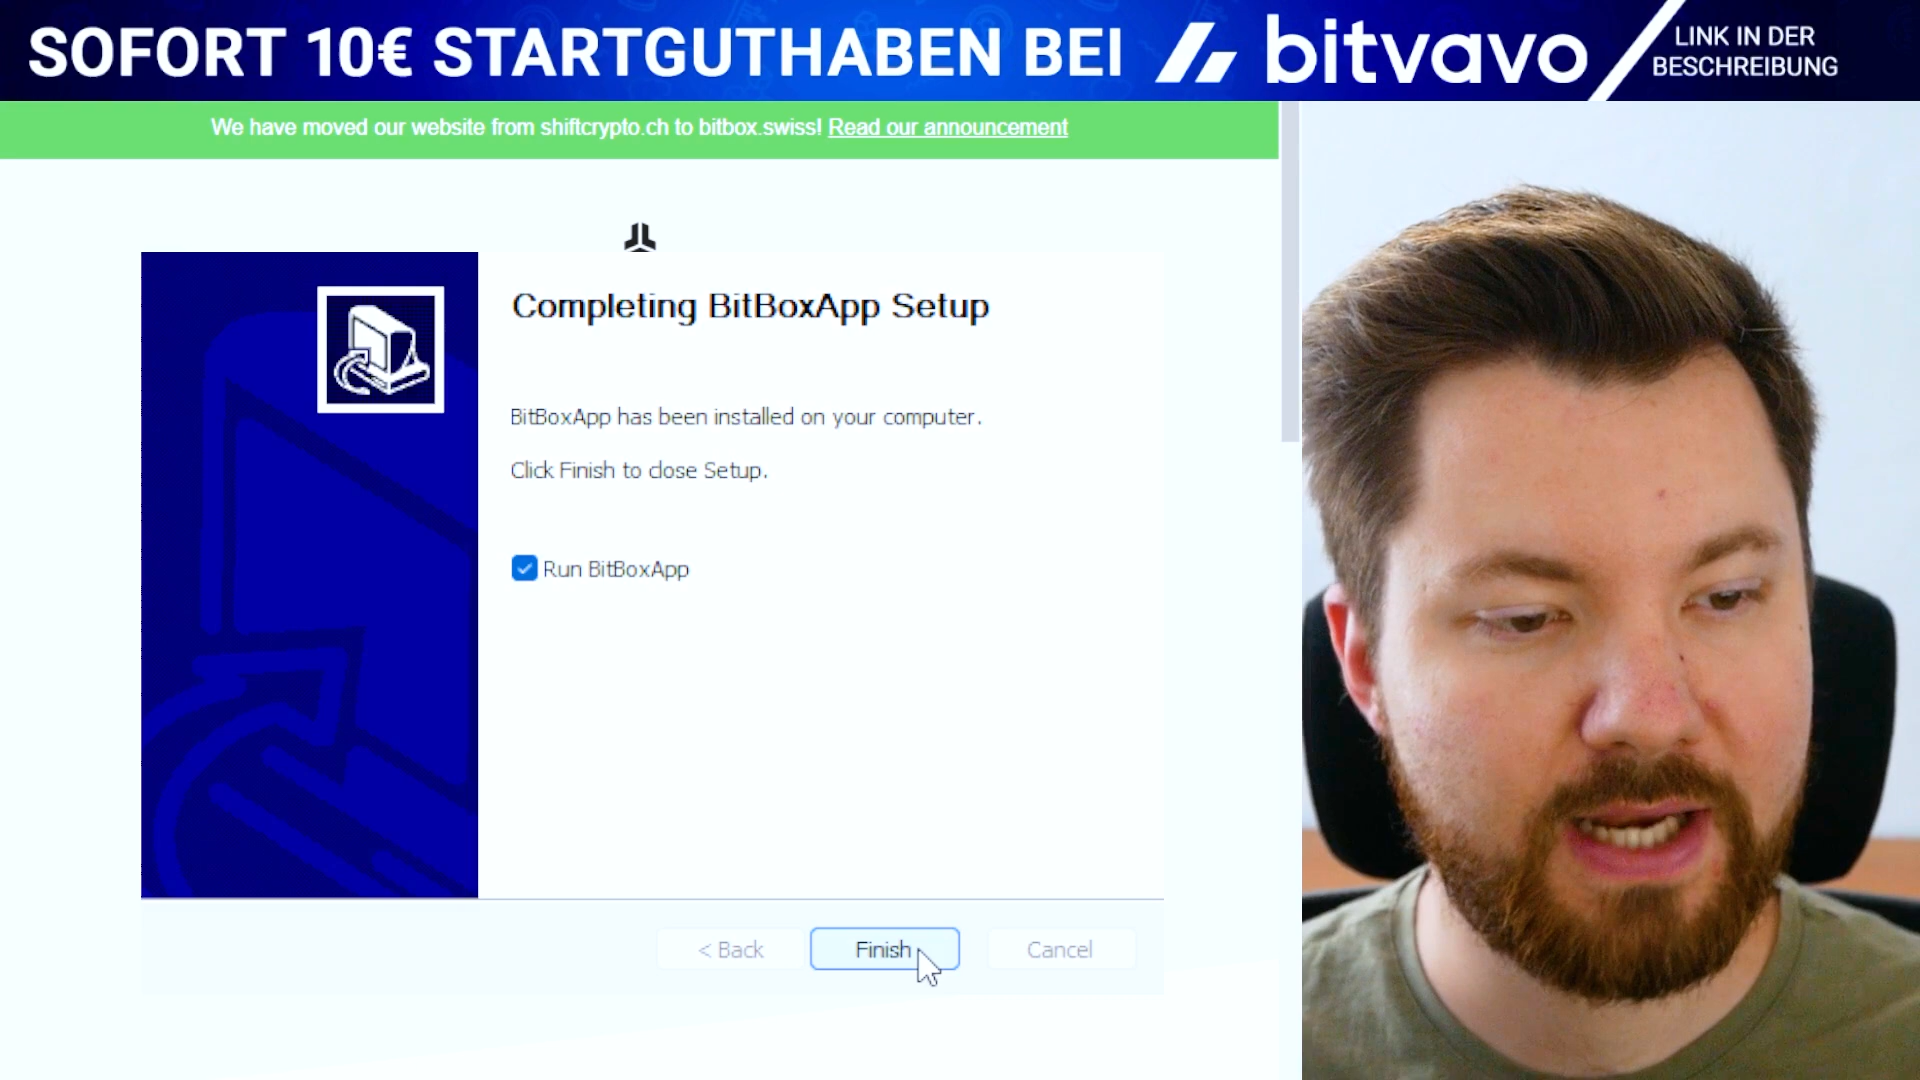 SOFORT 10€ STARTGUTHABEN BEI bitvavo
LINK IN DER
BESCHREIBUNG
We have moved our website from shiftcrypto.ch to bitbox.swiss! Read our announcement
Completing BitBoxApp Setup
BitBoxApp has been installed on your computer.
Click Finish to close Setup.
Run BitBoxApp
< Back
Finish
Cancel